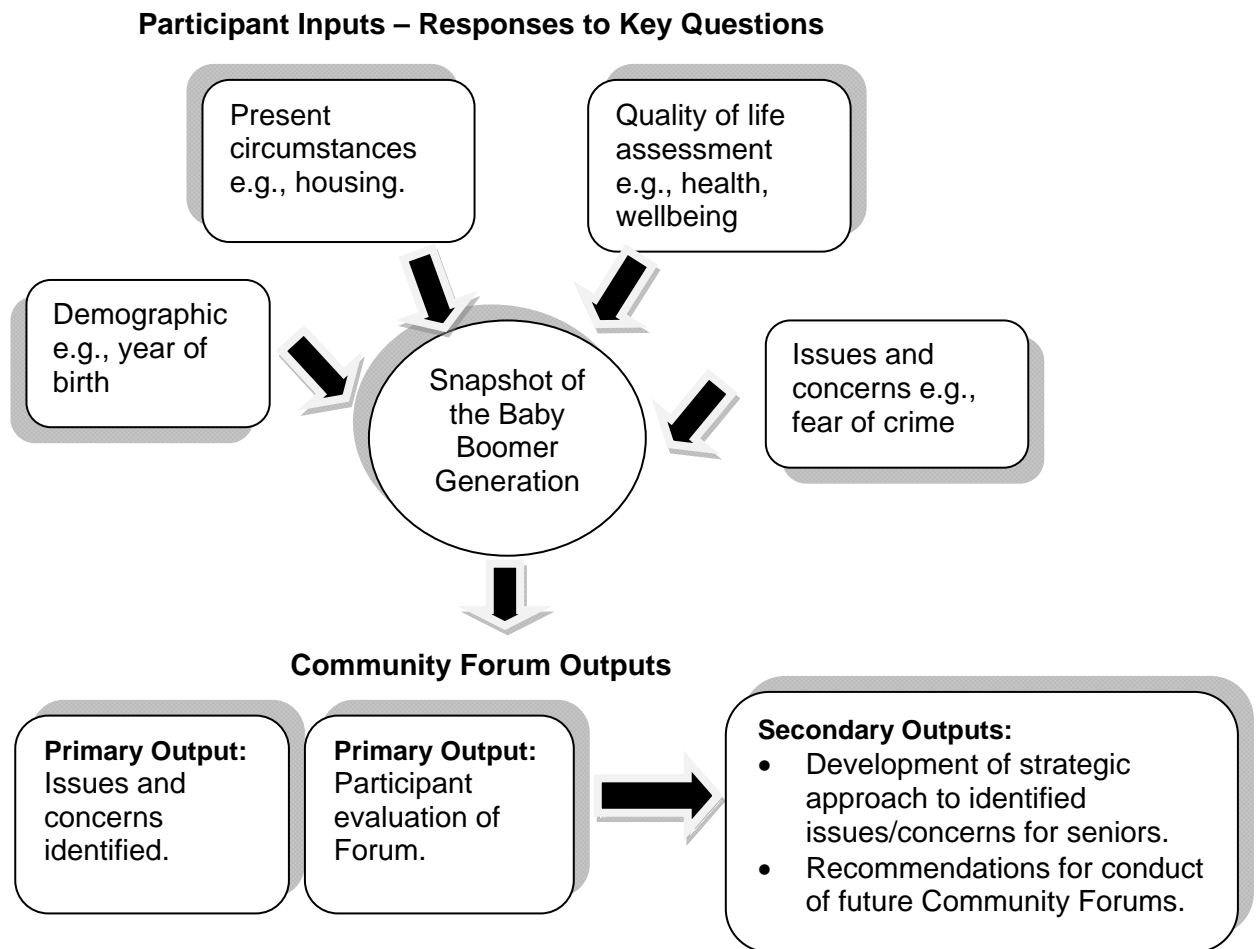 Participant Inputs – Responses to Key Questions
Present
circumstances
e.g., housing.
Quality of life
assessment
e.g., health,
wellbeing
Demographic
e.g., year of
birth
Snapshot of
the Baby
Boomer
Generation
Issues and
concerns e.g.,
fear of crime
Community Forum Outputs
Primary Output:
Issues and
concerns
identified.
Primary Output:
Participant
evaluation of
Forum.
Secondary Outputs:
• Development of strategic
approach to identified
issues/concerns for seniors.
• Recommendations for conduct
of future Community Forums.